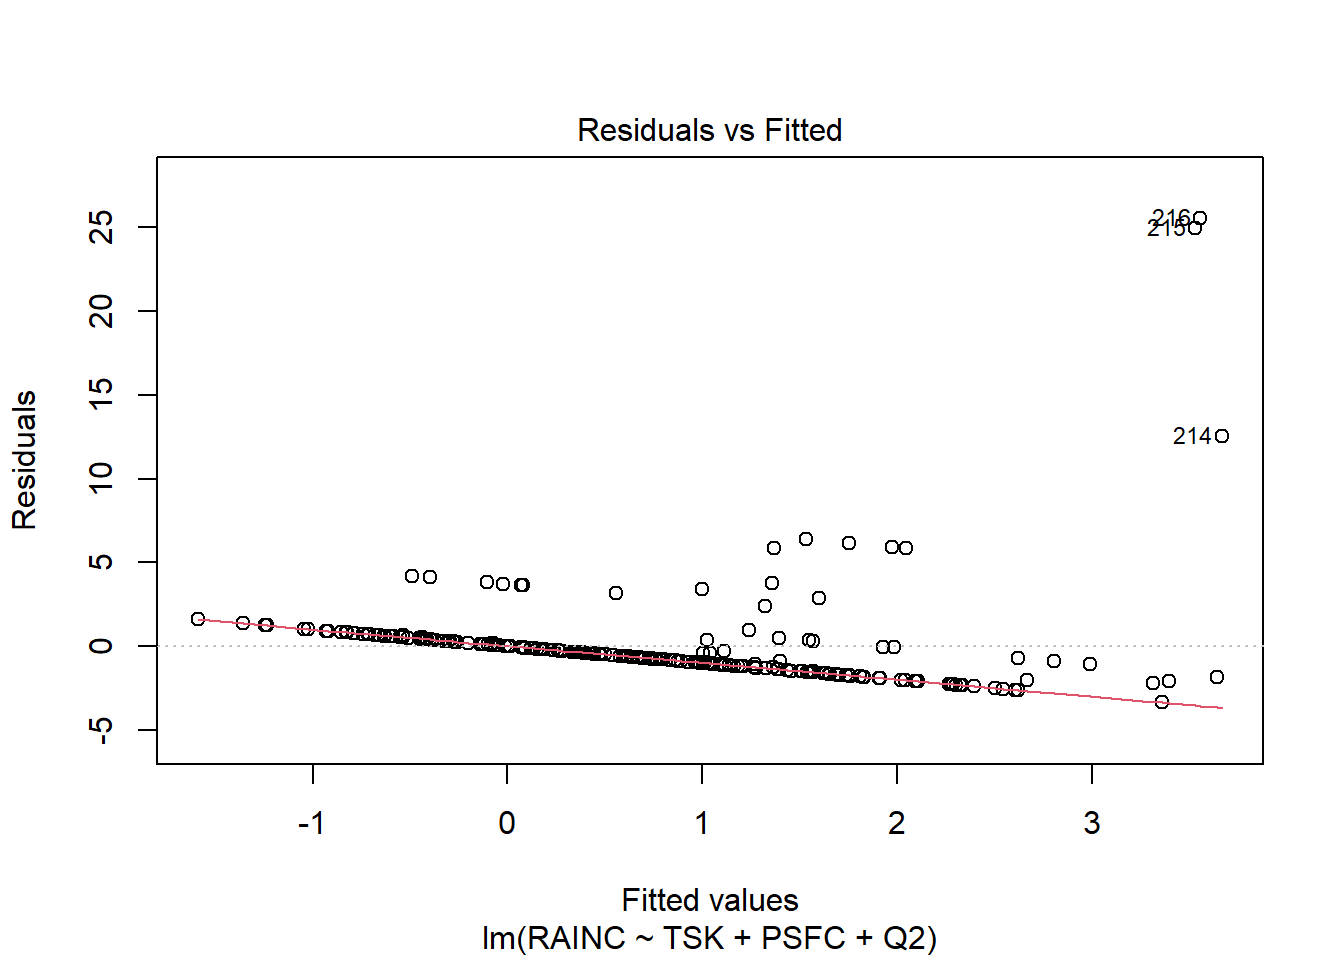 Residuals vs Fitted
Residuals
25
20
15
10
5
0
-5
216
215
214
-1 0 1 2 3
Fitted values
lm(RAINC ~ TSK + PSFC + Q2)